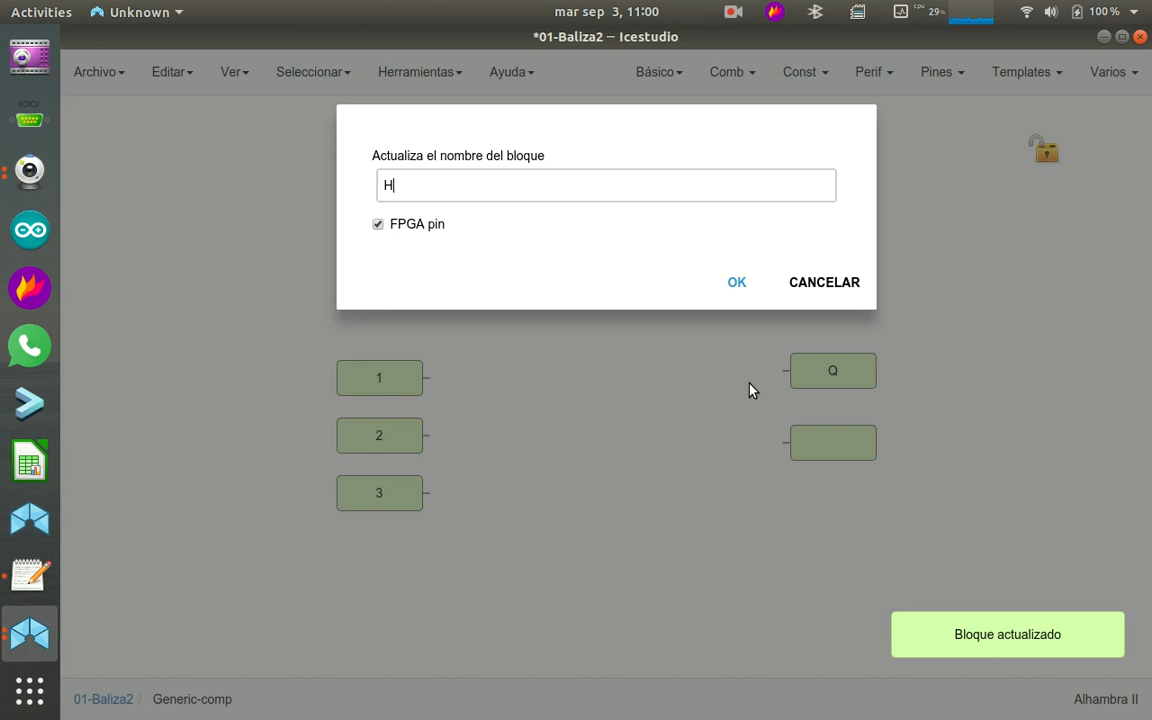 Activities Unknown mar sep 3, 11:00 cpu 29% 100 %
*01-Baliza2 – Icestudio
Archivo Editar Ver Seleccionar Herramientas Ayuda Básico Comb Const Perif Pines Templates Varios
Actualiza el nombre del bloque
H
FPGA pin
OK CANCELAR
1
Q
2
3
Bloque actualizado
01-Baliza2 / Generic-comp Alhambra II